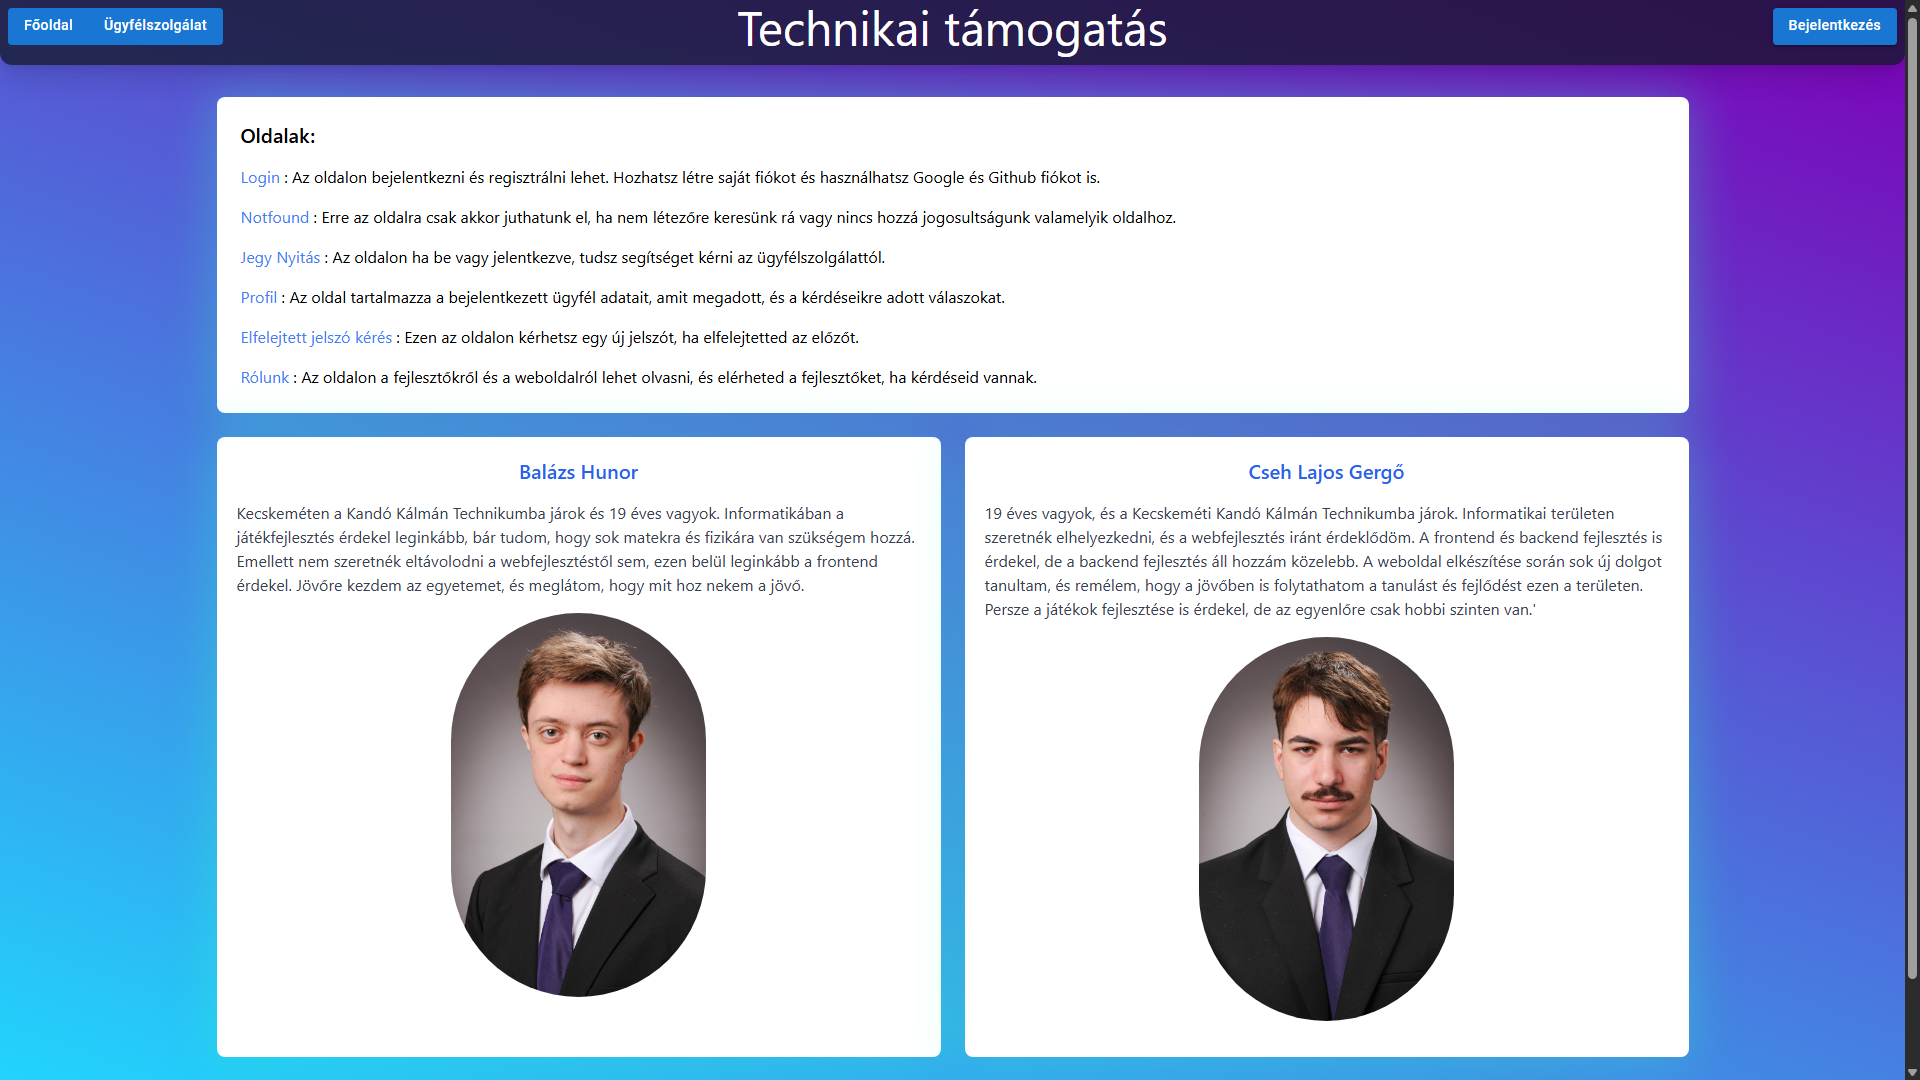 Főoldal Ügyfélszolgálat Technikai támogatás Bejelentkezés
Oldalak:
Login : Az oldalon bejelentkezni és regisztrálni lehet. Hozhatsz létre saját fiókot és használhatsz Google és Github fiókot is.
Notfound : Erre az oldalra csak akkor juthatunk el, ha nem létezőre keresünk rá vagy nincs hozzá jogosultságunk valamelyik oldalhoz.
Jegy Nyitás : Az oldalon ha be vagy jelentkezve, tudsz segítséget kérni az ügyfélszolgálattól.
Profil : Az oldal tartalmazza a bejelentkezett ügyfél adatait, amit megadott, és a kérdéseikre adott válaszokat.
Elfelejtett jelszó kérés : Ezen az oldalon kérhetsz egy új jelszót, ha elfelejtetted az előzőt.
Rólunk : Az oldalon a fejlesztőkről és a weboldalról lehet olvasni, és elérheted a fejlesztőket, ha kérdéseid vannak.
Balázs Hunor
Kecskeméten a Kandó Kálmán Technikumba járok és 19 éves vagyok. Informatikában a
játékfejlesztés érdekel leginkább, bár tudom, hogy sok matekra és fizikára van szükségem hozzá.
Emellett nem szeretnék eltávolodni a webfejlesztéstől sem, ezen belül leginkább a frontend
érdekel. Jövőre kezdem az egyetemet, és meglátom, hogy mit hoz nekem a jövő.
Cseh Lajos Gergő
19 éves vagyok, és a Kecskeméti Kandó Kálmán Technikumba járok. Informatikai területen
szeretnék elhelyezkedni, és a webfejlesztés iránt érdeklődöm. A frontend és backend fejlesztés is
érdekel, de a backend fejlesztés áll hozzám közelebb. A weboldal elkészítése során sok új dolgot
tanultam, és remélem, hogy a jövőben is folytathatom a tanulást és fejlődést ezen a területen.
Persze a játékok fejlesztése is érdekel, de az egyenlőre csak hobbi szinten van.'